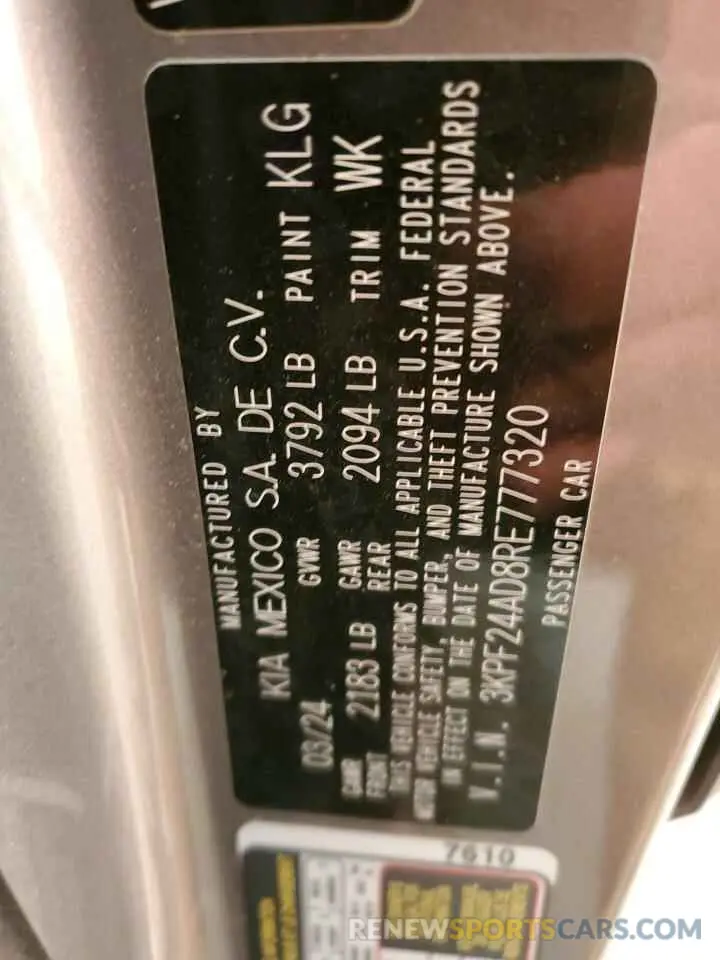 MANUFACTURED BY
KIA MEXICO S.A. DE C.V.
03/24 GVWR 3792 LB PAINT KLG
GAWR FRONT 2183 LB GAWR REAR 2094 LB TRIM WK
THIS VEHICLE CONFORMS TO ALL APPLICABLE U.S.A. FEDERAL
MOTOR VEHICLE SAFETY, BUMPER, AND THEFT PREVENTION STANDARDS
IN EFFECT ON THE DATE OF MANUFACTURE SHOWN ABOVE.
V.I.N. 3KPF24AD8RE777320
PASSENGER CAR
7610
RENEWSPORTSCARS.COM